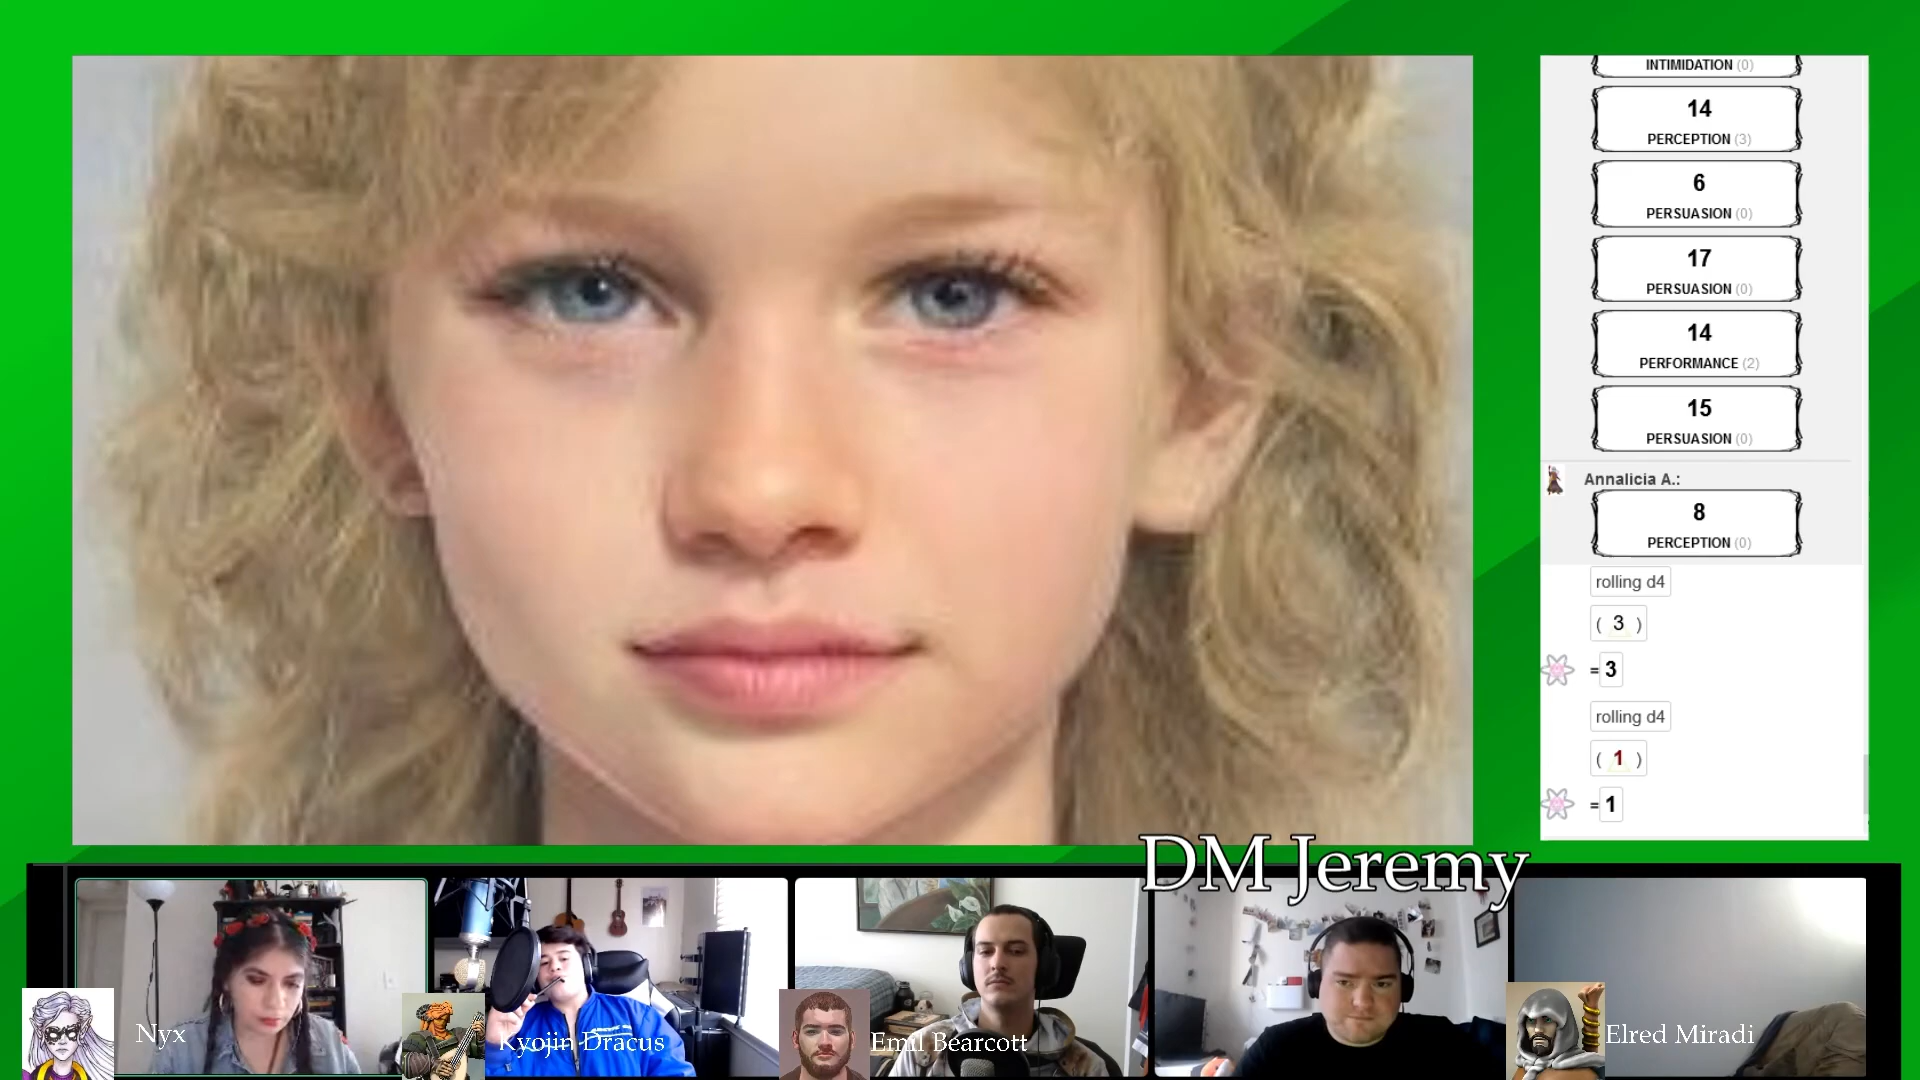 INTIMIDATION (0)
14
PERCEPTION (3)
6
PERSUASION (0)
17
PERSUASION (0)
14
PERFORMANCE (2)
15
PERSUASION (0)
Annalicia A.:
8
PERCEPTION (0)
rolling d4
( 3 )
=3
rolling d4
( 1 )
=1
DM Jeremy
Nyx
Kyojin Dracus
Emil Bearcott
Elred Miradi